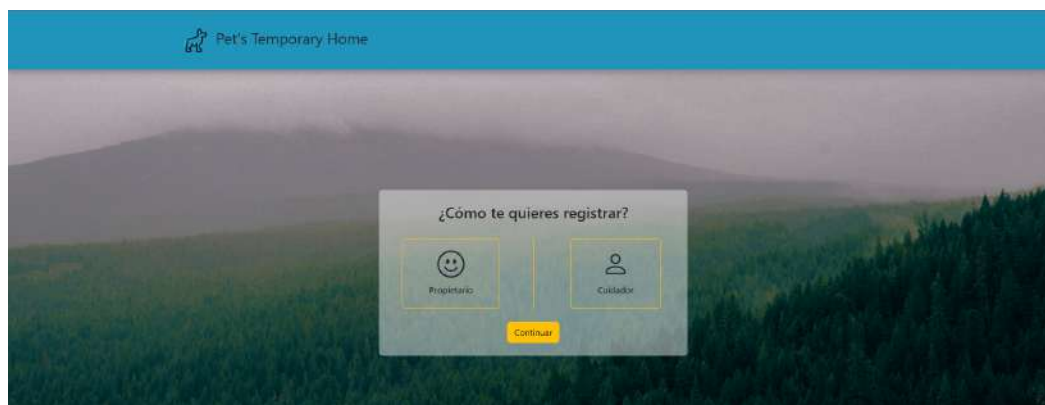 Pet's Temporary Home
¿Cómo te quieres registrar?
Propietario
Cuidador
Continuar